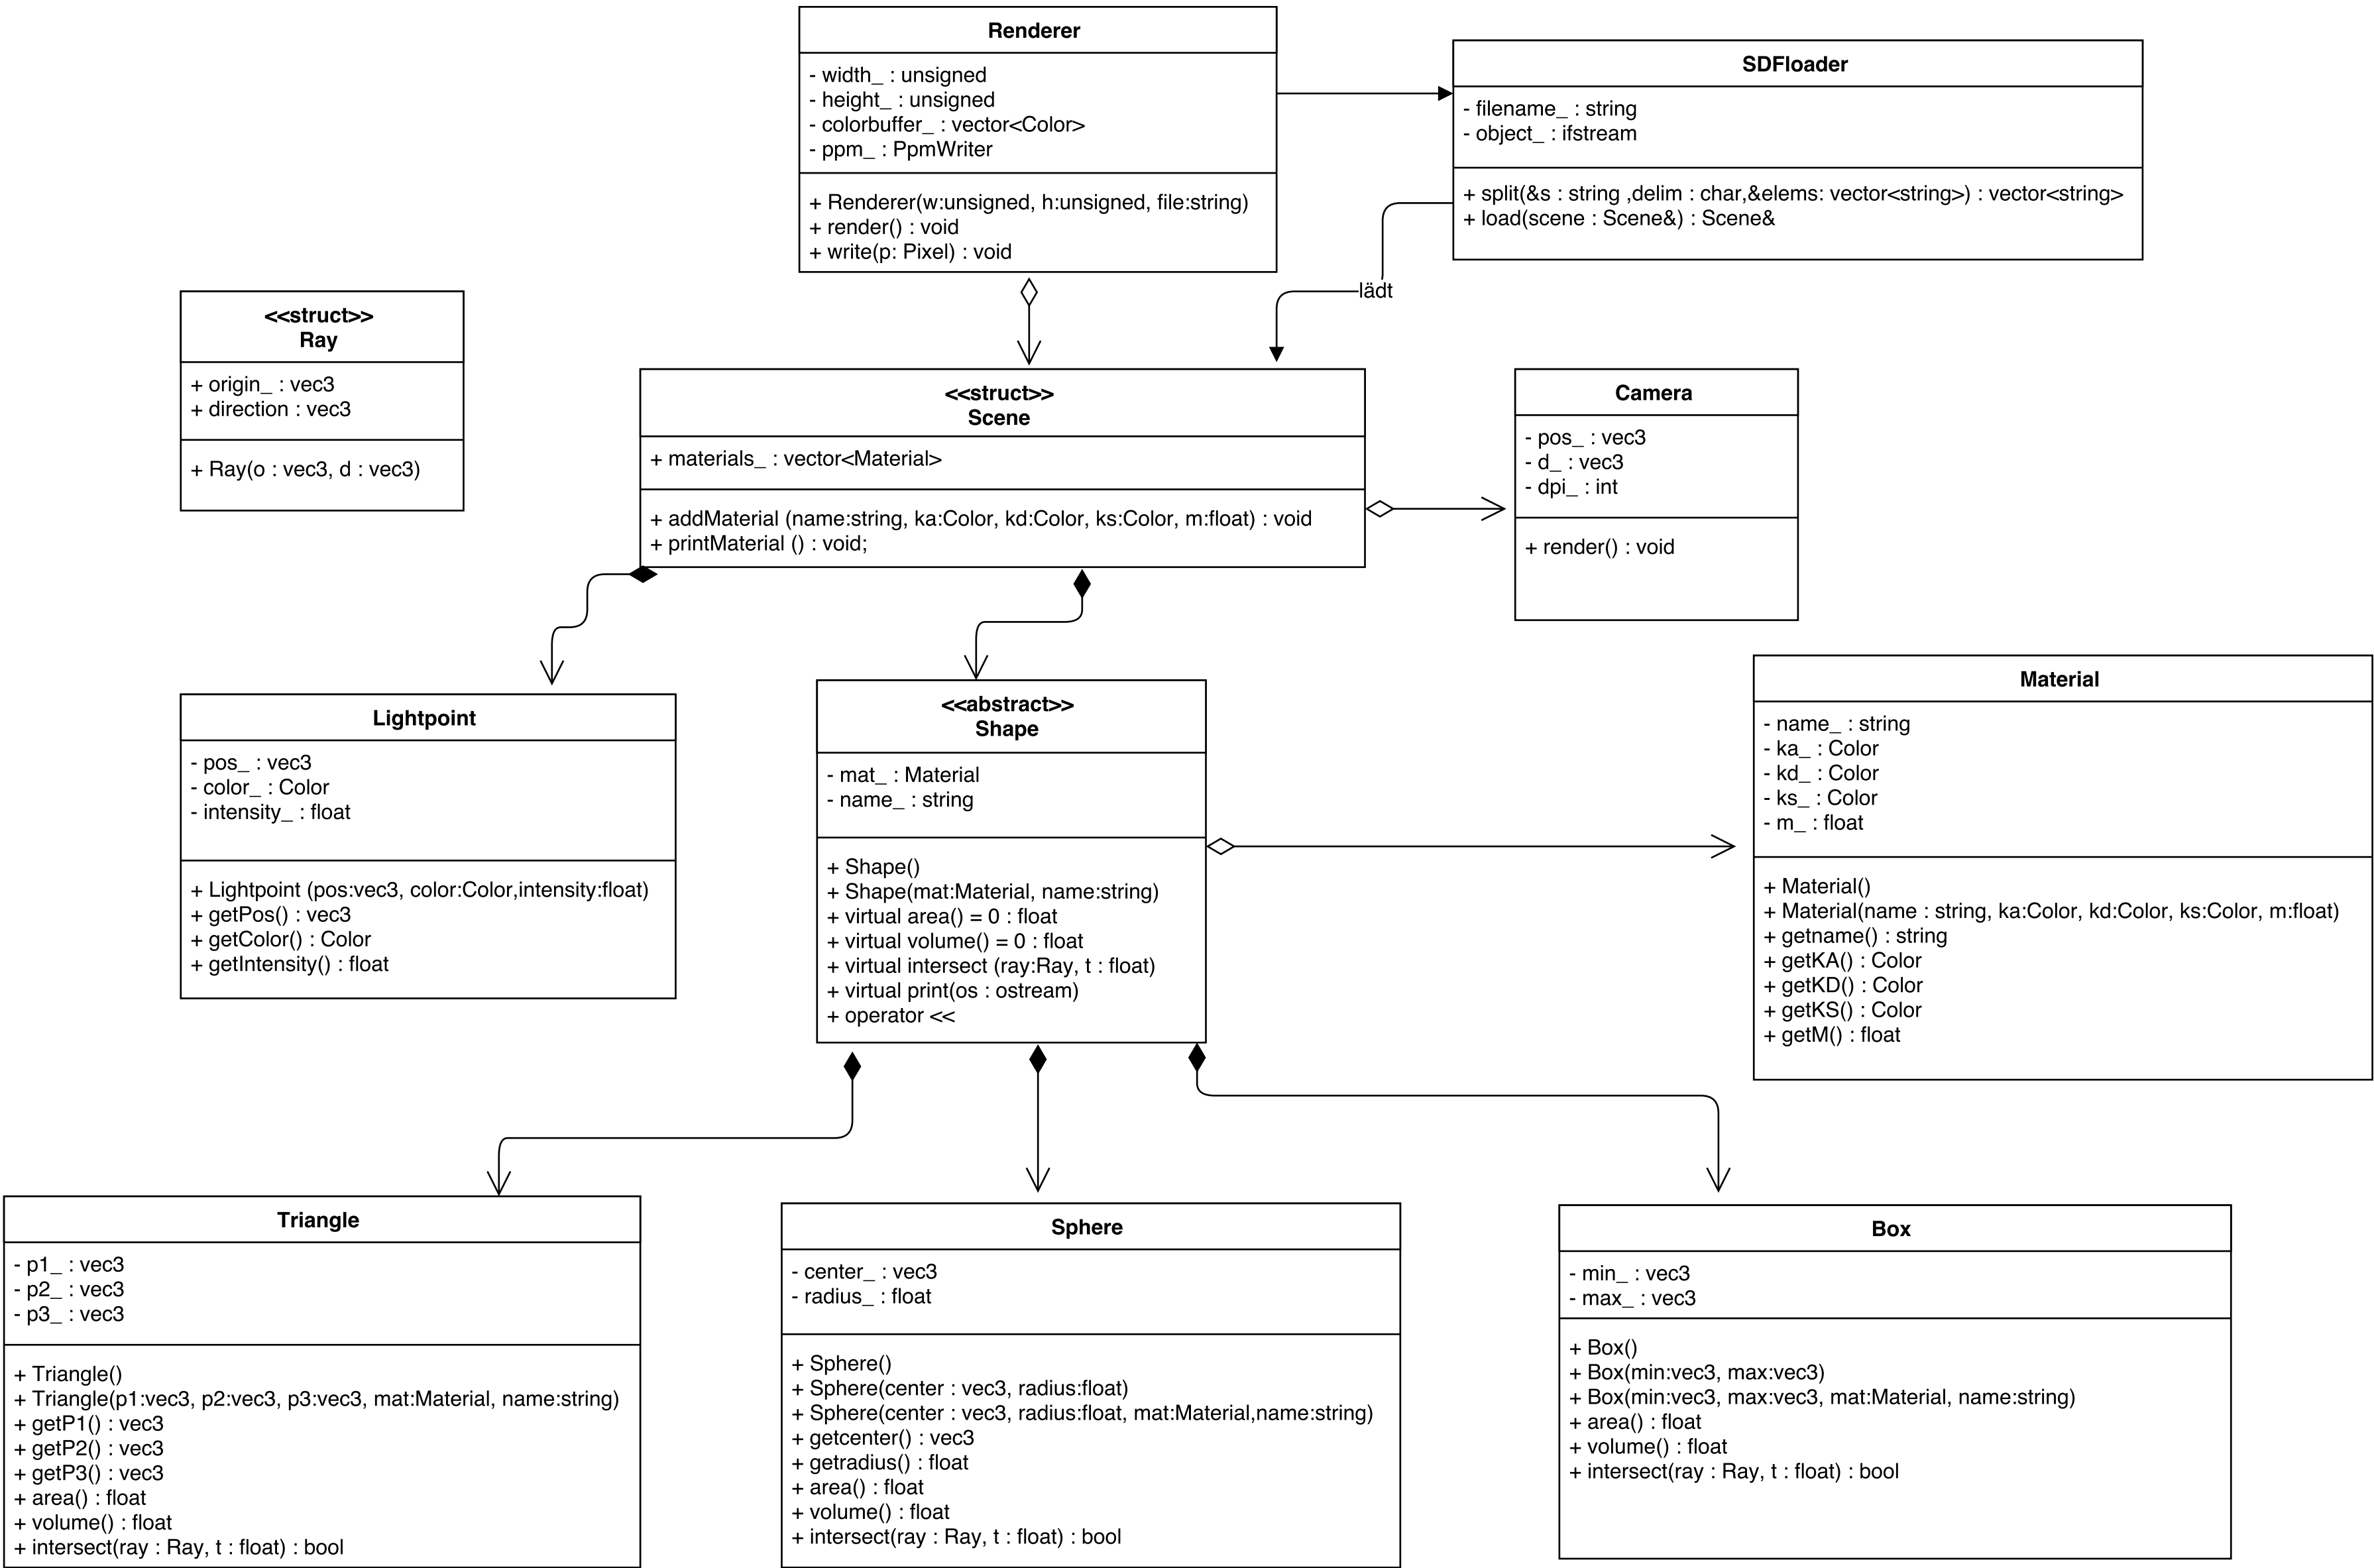 Renderer
- width_ : unsigned
- height_ : unsigned
- colorbuffer_ : vector<Color>
- ppm_ : PpmWriter
+ Renderer(w:unsigned, h:unsigned, file:string)
+ render() : void
+ write(p: Pixel) : void
SDFloader
- filename_ : string
- object_ : ifstream
+ split(&s : string ,delim : char,&elems: vector<string>) : vector<string>
+ load(scene : Scene&) : Scene&
lädt
<<struct>>
Ray
+ origin_ : vec3
+ direction : vec3
+ Ray(o : vec3, d : vec3)
<<struct>>
Scene
+ materials_ : vector<Material>
+ addMaterial (name:string, ka:Color, kd:Color, ks:Color, m:float) : void
+ printMaterial () : void;
Camera
- pos_ : vec3
- d_ : vec3
- dpi_ : int
+ render() : void
Lightpoint
- pos_ : vec3
- color_ : Color
- intensity_ : float
+ Lightpoint (pos:vec3, color:Color,intensity:float)
+ getPos() : vec3
+ getColor() : Color
+ getIntensity() : float
<<abstract>>
Shape
- mat_ : Material
- name_ : string
+ Shape()
+ Shape(mat:Material, name:string)
+ virtual area() = 0 : float
+ virtual volume() = 0 : float
+ virtual intersect (ray:Ray, t : float)
+ virtual print(os : ostream)
+ operator <<
Material
- name_ : string
- ka_ : Color
- kd_ : Color
- ks_ : Color
- m_ : float
+ Material()
+ Material(name : string, ka:Color, kd:Color, ks:Color, m:float)
+ getname() : string
+ getKA() : Color
+ getKD() : Color
+ getKS() : Color
+ getM() : float
Triangle
- p1_ : vec3
- p2_ : vec3
- p3_ : vec3
+ Triangle()
+ Triangle(p1:vec3, p2:vec3, p3:vec3, mat:Material, name:string)
+ getP1() : vec3
+ getP2() : vec3
+ getP3() : vec3
+ area() : float
+ volume() : float
+ intersect(ray : Ray, t : float) : bool
Sphere
- center_ : vec3
- radius_ : float
+ Sphere()
+ Sphere(center : vec3, radius:float)
+ Sphere(center : vec3, radius:float, mat:Material,name:string)
+ getcenter() : vec3
+ getradius() : float
+ area() : float
+ volume() : float
+ intersect(ray : Ray, t : float) : bool
Box
- min_ : vec3
- max_ : vec3
+ Box()
+ Box(min:vec3, max:vec3)
+ Box(min:vec3, max:vec3, mat:Material, name:string)
+ area() : float
+ volume() : float
+ intersect(ray : Ray, t : float) : bool